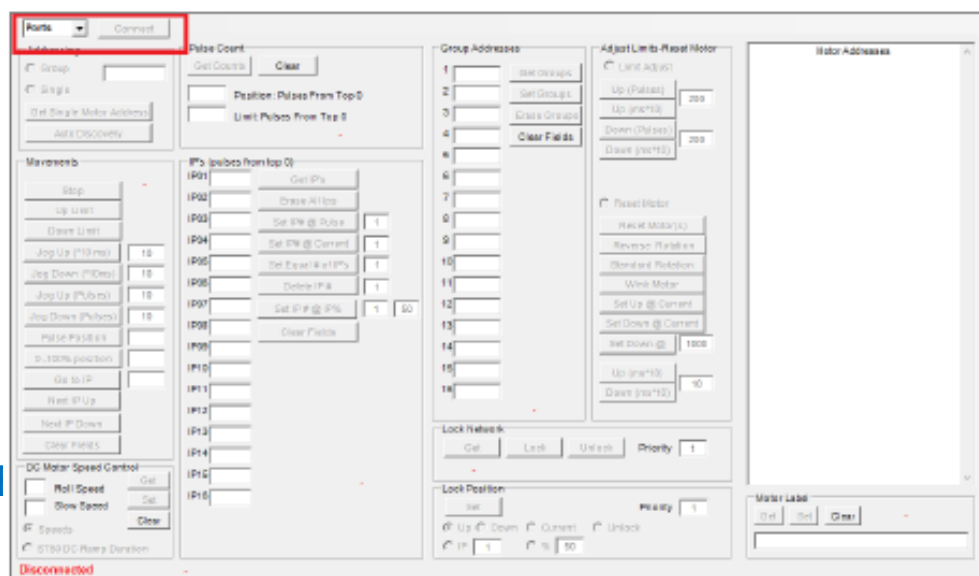 Ports Connect
Addressing
Group
Single
Get Single Motor Address
Auto Discovery
Movements
Stop
Up Limit
Down Limit
Jog Up (*10 ms) 10
Jog Down (*10ms) 10
Jog Up (Pulses) 10
Jog Down (Pulses) 10
Pulse Position
0..100% position
Go to IP
Next IP Up
Next IP Down
Clear Fields
DC Motor Speed Control
Roll Speed Get
Slow Speed Set
Clear
Speeds
ST50 DC Ramp Duration
Disconnected
Pulse Count
Get Counts Clear
Position: Pulses From Top 0
Limit: Pulses From Top 0
IP's (pulses from top 0)
IP01 Get IP's
IP02 Erase All Ips
IP03 Set IP# @ Pulse 1
IP04 Set IP# @ Current 1
IP05 Set Equal # of IP's 1
IP06 Delete IP # 1
IP07 Set IP # @ IP% 1 50
IP08 Clear Fields
IP09
IP10
IP11
IP12
IP13
IP14
IP15
IP16
Group Addresses
1 Get Groups
2 Set Groups
3 Erase Groups
4 Clear Fields
5
6
7
8
9
10
11
12
13
14
15
16
Adjust Limits-Reset Motor
Limit Adjust
Up (Pulses) 200
Up (ms*10)
Down (Pulses) 200
Down (ms*10)
Reset Motor
Reset Motor(s)
Reverse Rotation
Standard Rotation
Wink Motor
Set Up @ Current
Set Down @ Current
Set Down @ 1000
Up (ms*10) 10
Down (ms*10)
Lock Network
Get Lock Unlock Priority 1
Lock Position
Set Priority 1
Up Down Current Unlock
IP 1 % 50
Motor Addresses
Motor Label
Get Set Clear